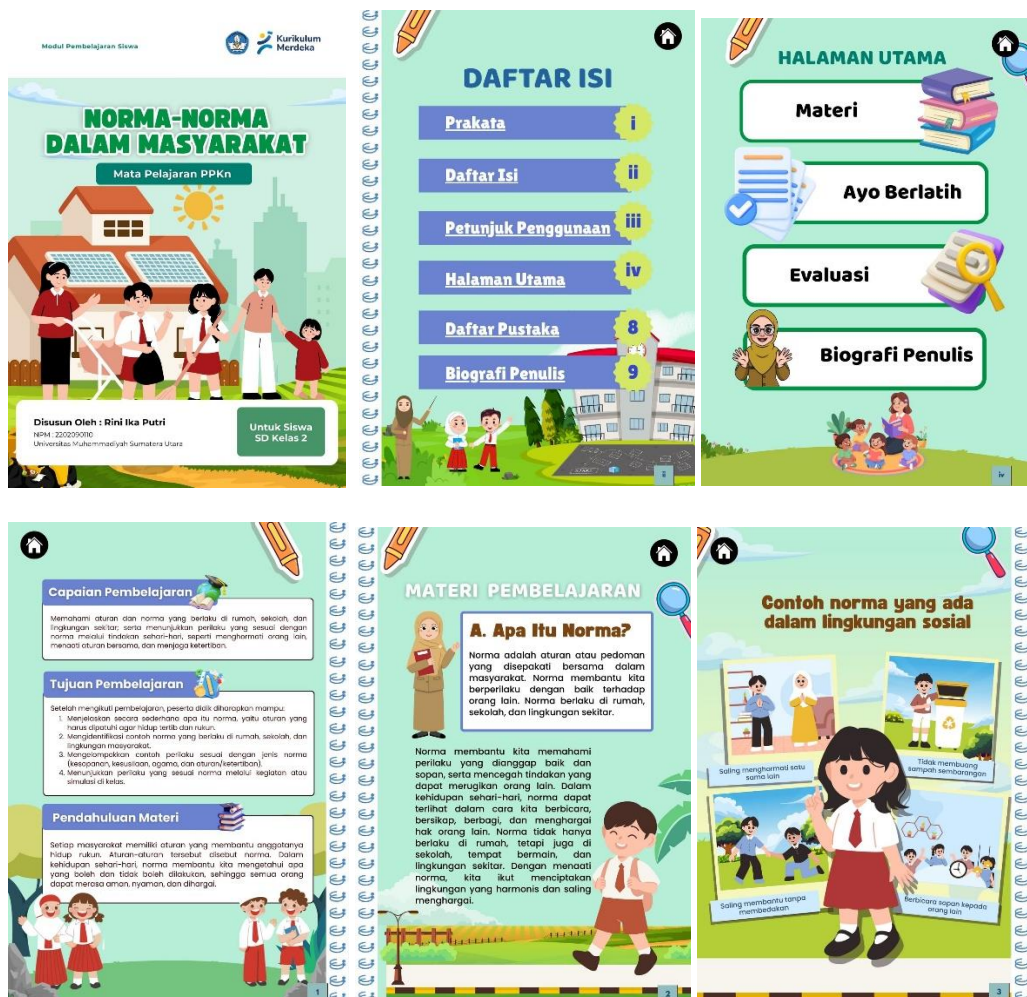 Modul Pembelajaran Siswa
Kurikulum
Merdeka
NORMA-NORMA
DALAM MASYARAKAT
Mata Pelajaran PPKn
Disusun Oleh : Rini Ika Putri
NPM : 2202090110
Universitas Muhammadiyah Sumatera Utara
Untuk Siswa
SD Kelas 2
DAFTAR ISI
Prakata
i
Daftar Isi
ii
Petunjuk Penggunaan
iii
Halaman Utama
iv
Daftar Pustaka
8
Biografi Penulis
9
ii
HALAMAN UTAMA
Materi
Ayo Berlatih
Evaluasi
Biografi Penulis
iv
Capaian Pembelajaran
Memahami aturan dan norma yang berlaku di rumah, sekolah, dan
lingkungan sekitar; serta menunjukkan perilaku yang sesuai dengan
norma melalui tindakan sehari-hari, seperti menghormati orang lain,
menaati aturan bersama, dan menjaga ketertiban.
Tujuan Pembelajaran
Setelah mengikuti pembelajaran, peserta didik diharapkan mampu:
1. Menjelaskan secara sederhana apa itu norma, yaitu aturan yang
harus dipatuhi agar hidup tertib dan rukun.
2. Mengidentifikasi contoh norma yang berlaku di rumah, sekolah, dan
lingkungan masyarakat.
3. Mengelompokkan contoh perilaku sesuai dengan jenis norma
(kesopanan, kesusilaan, agama, dan aturan/ketertiban).
4. Menunjukkan perilaku yang sesuai norma melalui kegiatan atau
simulasi di kelas.
Pendahuluan Materi
Setiap masyarakat memiliki aturan yang membantu anggotanya
hidup rukun. Aturan-aturan tersebut disebut norma. Dalam
kehidupan sehari-hari, norma membantu kita mengetahui apa
yang boleh dan tidak boleh dilakukan, sehingga semua orang
dapat merasa aman, nyaman, dan dihargai.
1
MATERI PEMBELAJARAN
A. Apa Itu Norma?
Norma adalah aturan atau pedoman
yang disepakati bersama dalam
masyarakat. Norma membantu kita
berperilaku dengan baik terhadap
orang lain. Norma berlaku di rumah,
sekolah, dan lingkungan sekitar.
Norma membantu kita memahami
perilaku yang dianggap baik dan
sopan, serta mencegah tindakan yang
dapat merugikan orang lain. Dalam
kehidupan sehari-hari, norma dapat
terlihat dalam cara kita berbicara,
bersikap, berbagi, dan menghargai
hak orang lain. Norma tidak hanya
berlaku di rumah, tetapi juga di
sekolah, tempat bermain, dan
lingkungan sekitar. Dengan menaati
norma, kita ikut menciptakan
lingkungan yang harmonis dan saling
menghargai.
2
Contoh norma yang ada
dalam lingkungan sosial
Saling menghormati satu
sama lain
Tidak membuang
sampah sembarangan
Saling membantu tanpa
membedakan
Berbicara sopan kepada
orang lain
3